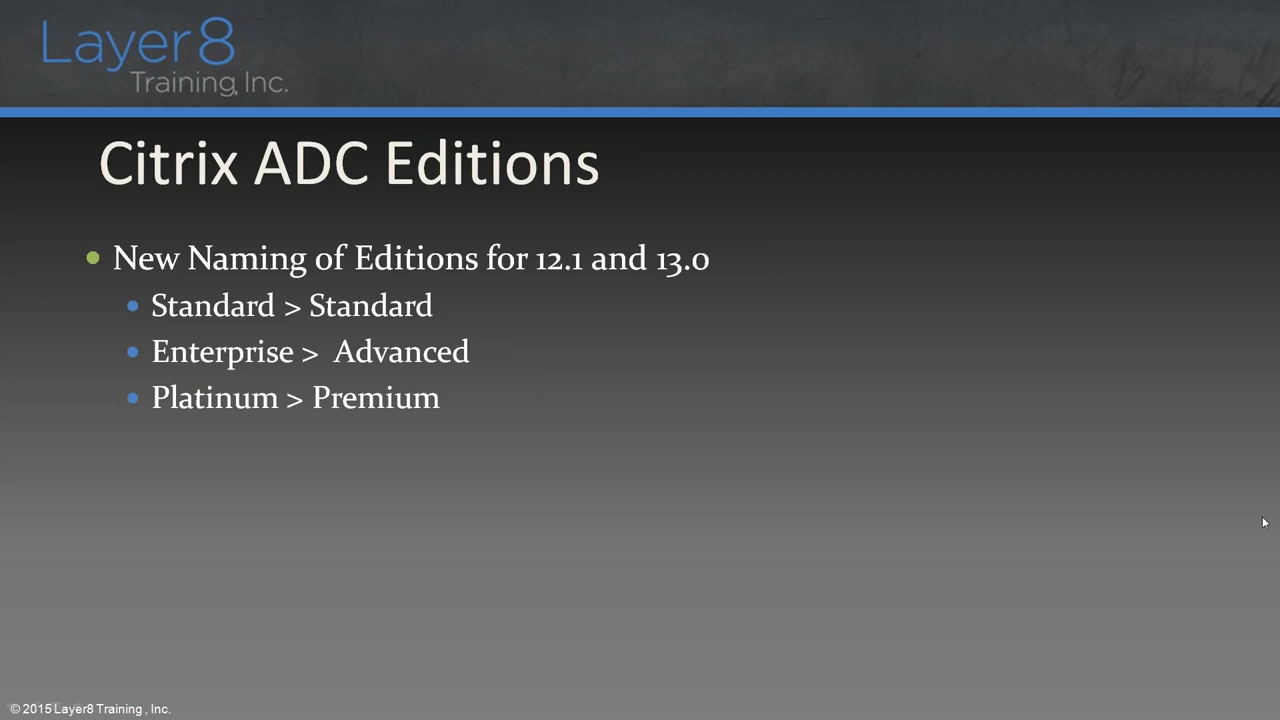 Layer8
Training, Inc.
Citrix ADC Editions
New Naming of Editions for 12.1 and 13.0
Standard > Standard
Enterprise > Advanced
Platinum > Premium
© 2015 Layer8 Training , Inc.